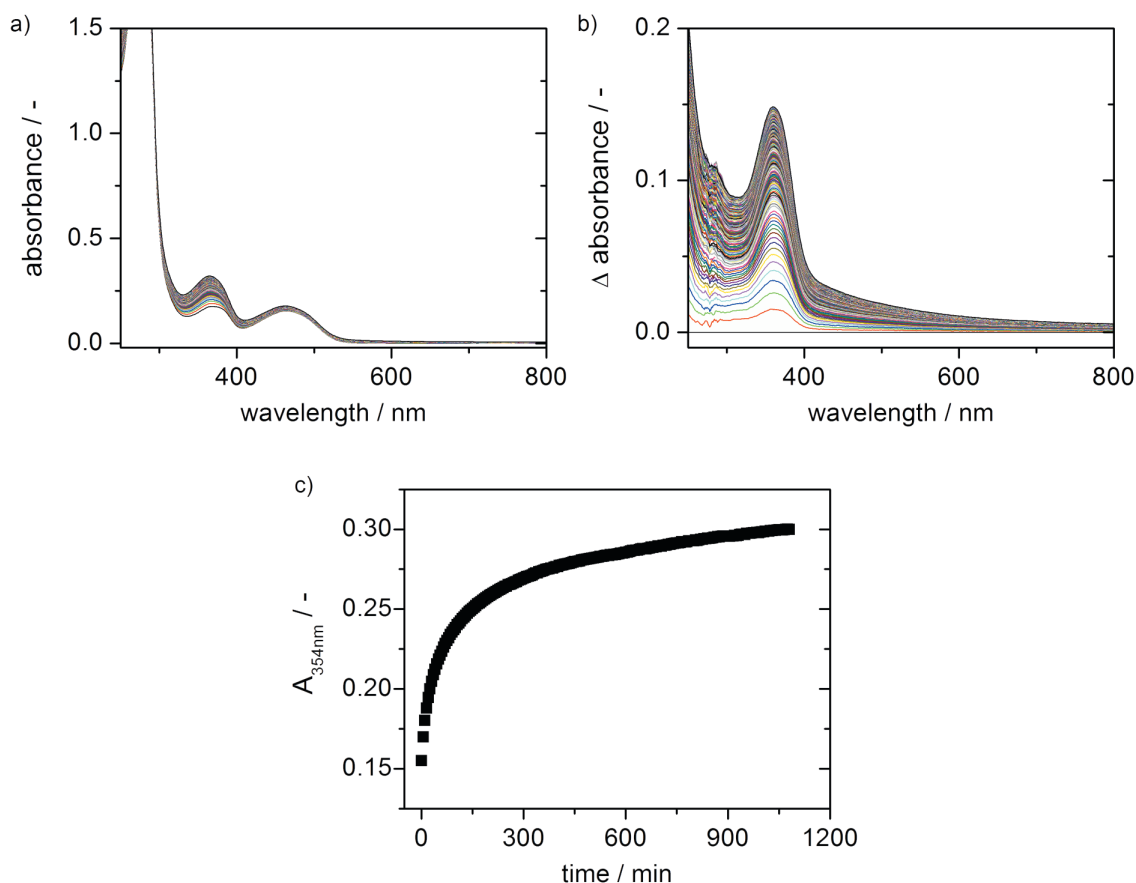 a)
1.5
1.0
0.5
0.0
absorbance / -
400
600
800
wavelength / nm
b)
0.2
0.1
0.0
Δ absorbance / -
400
600
800
wavelength / nm
c)
0.30
0.25
0.20
0.15
A354nm / -
0
300
600
900
1200
time / min